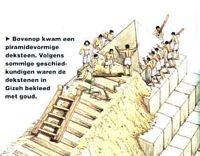 ► Bovenop kwam een
piramidevormige
deksteen. Volgens
sommige geschied-
kundigen waren de
dekstenen in
Gizeh bekleed
met goud.